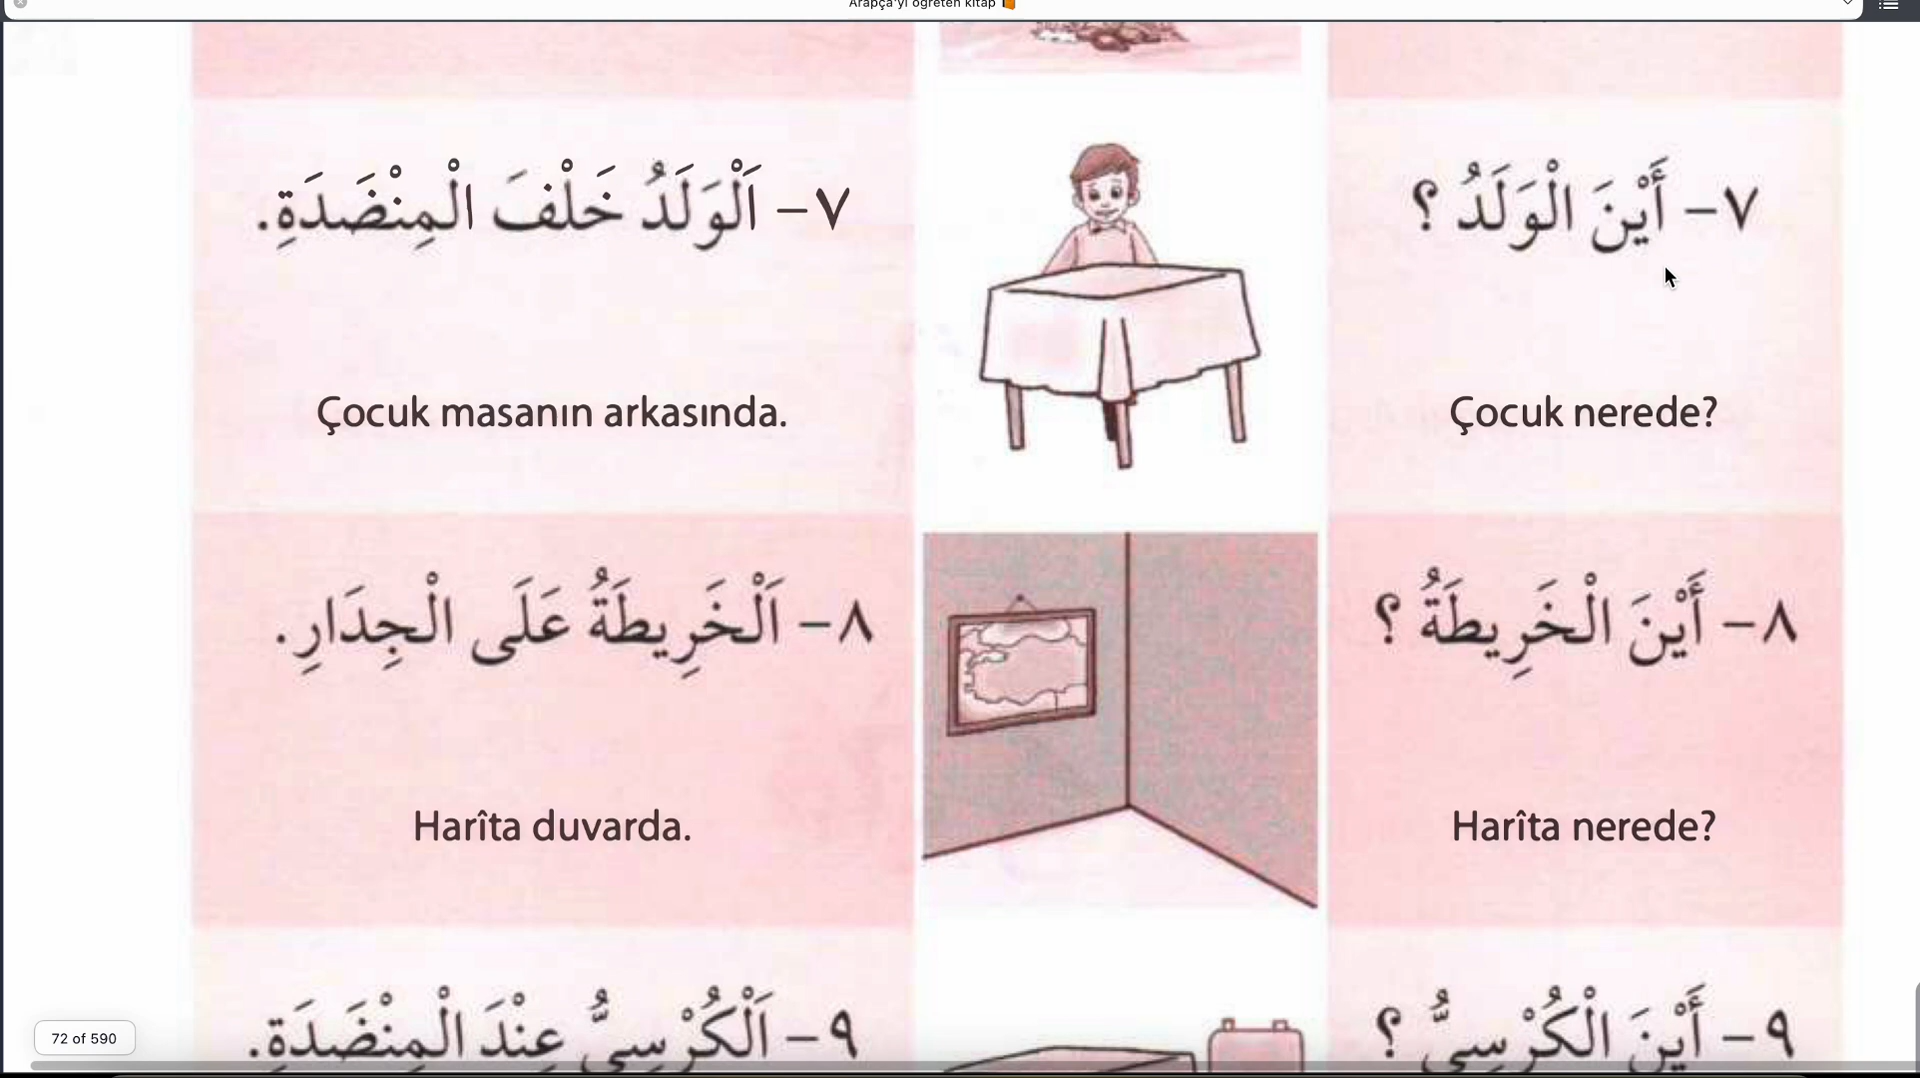 Arapça'yı öğreten kitap
٧- أَيْنَ الْوَلَدُ ؟
Çocuk nerede?
٧- اَلْوَلَدُ خَلْفَ الْمِنْضَدَةِ.
Çocuk masanın arkasında.
٨- أَيْنَ الْخَرِيطَةُ ؟
Harîta nerede?
٨- اَلْخَرِيطَةُ عَلَى الْجِدَارِ.
Harîta duvarda.
٩- أَيْنَ الْكُرْسِيُّ ؟
٩- اَلْكُرْسِيُّ عِنْدَ الْمِنْضَدَةِ.
72 of 590